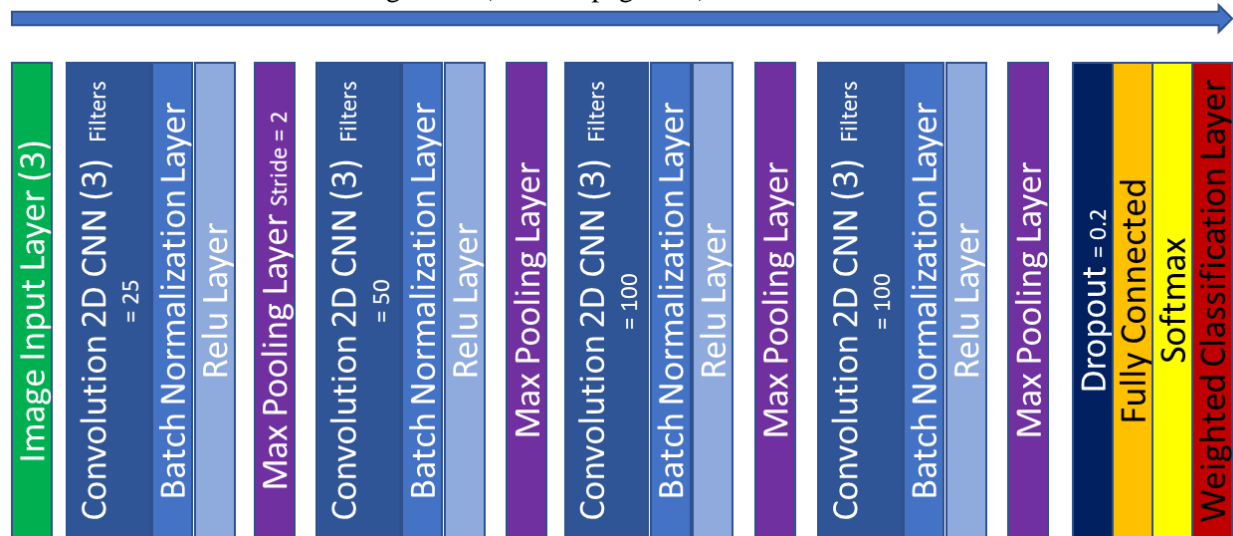 Image Input Layer (3)
Convolution 2D CNN (3) Filters
= 25
Batch Normalization Layer
Relu Layer
Max Pooling Layer Stride = 2
Convolution 2D CNN (3) Filters
= 50
Batch Normalization Layer
Relu Layer
Max Pooling Layer
Convolution 2D CNN (3) Filters
= 100
Batch Normalization Layer
Relu Layer
Max Pooling Layer
Convolution 2D CNN (3) Filters
= 100
Batch Normalization Layer
Relu Layer
Max Pooling Layer
Dropout = 0.2
Fully Connected
Softmax
Weighted Classification Layer